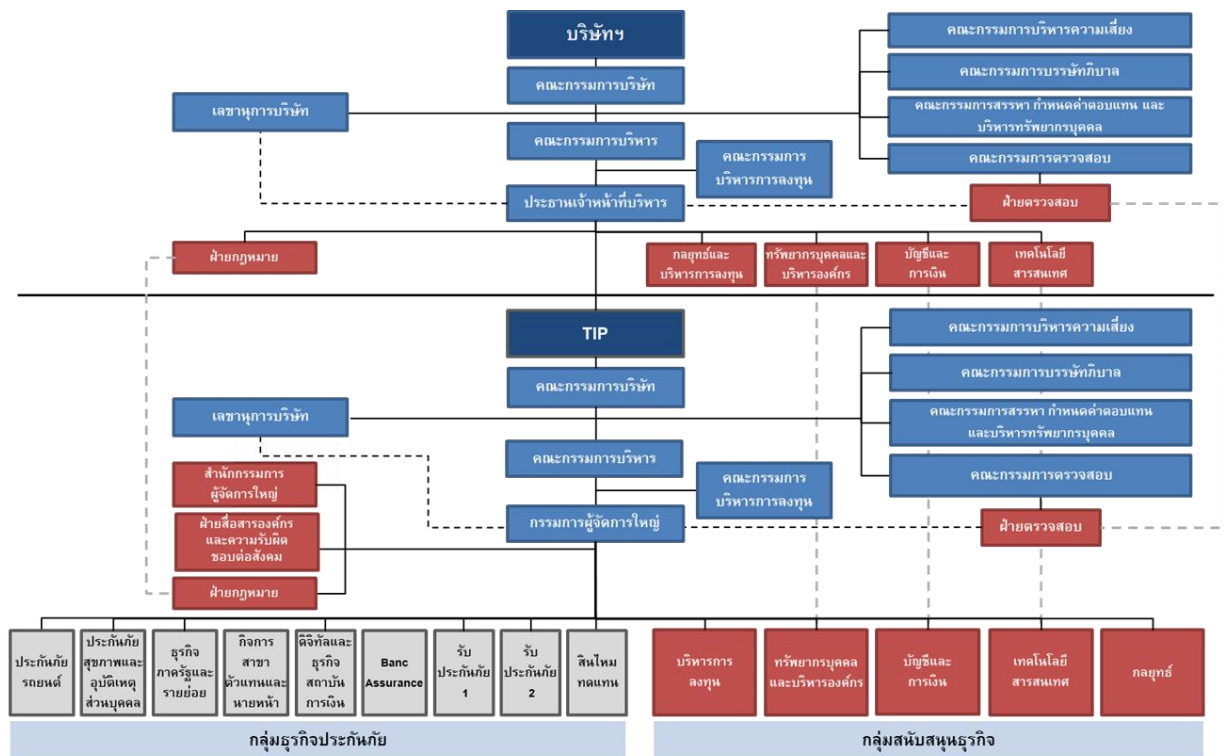 บริษัทฯ
คณะกรรมการบริหารความเสี่ยง
คณะกรรมการบริษัท
คณะกรรมการบรรษัทภิบาล
เลขานุการบริษัท
คณะกรรมการสรรหา กำหนดค่าตอบแทน และ
บริหารทรัพยากรบุคคล
คณะกรรมการบริหาร
คณะกรรมการ
บริหารการลงทุน
คณะกรรมการตรวจสอบ
ประธานเจ้าหน้าที่บริหาร
ฝ่ายตรวจสอบ
ฝ่ายกฎหมาย
กลยุทธ์และ
บริหารการลงทุน
ทรัพยากรบุคคลและ
บริหารองค์กร
บัญชีและ
การเงิน
เทคโนโลยี
สารสนเทศ
TIP
คณะกรรมการบริหารความเสี่ยง
คณะกรรมการบริษัท
คณะกรรมการบรรษัทภิบาล
เลขานุการบริษัท
คณะกรรมการสรรหา กำหนดค่าตอบแทน
และบริหารทรัพยากรบุคคล
คณะกรรมการบริหาร
คณะกรรมการ
บริหารการลงทุน
คณะกรรมการตรวจสอบ
สำนักกรรมการ
ผู้จัดการใหญ่
กรรมการผู้จัดการใหญ่
ฝ่ายตรวจสอบ
ฝ่ายสื่อสารองค์กร
และความรับผิด
ชอบต่อสังคม
ฝ่ายกฎหมาย
ประกันภัย
รถยนต์
ประกันภัย
สุขภาพและ
อุบัติเหตุ
ส่วนบุคคล
ธุรกิจ
ภาครัฐและ
รายย่อย
กิจการ
สาขา
ตัวแทนและ
นายหน้า
ดิจิทัลและ
ธุรกิจ
สถาบัน
การเงิน
Banc
Assurance
รับ
ประกันภัย
1
รับ
ประกันภัย 2
สินไหม
ทดแทน
บริหารการ
ลงทุน
ทรัพยากรบุคคล
และบริหารองค์กร
บัญชีและ
การเงิน
เทคโนโลยี
สารสนเทศ
กลยุทธ์
กลุ่มธุรกิจประกันภัย
กลุ่มสนับสนุนธุรกิจ